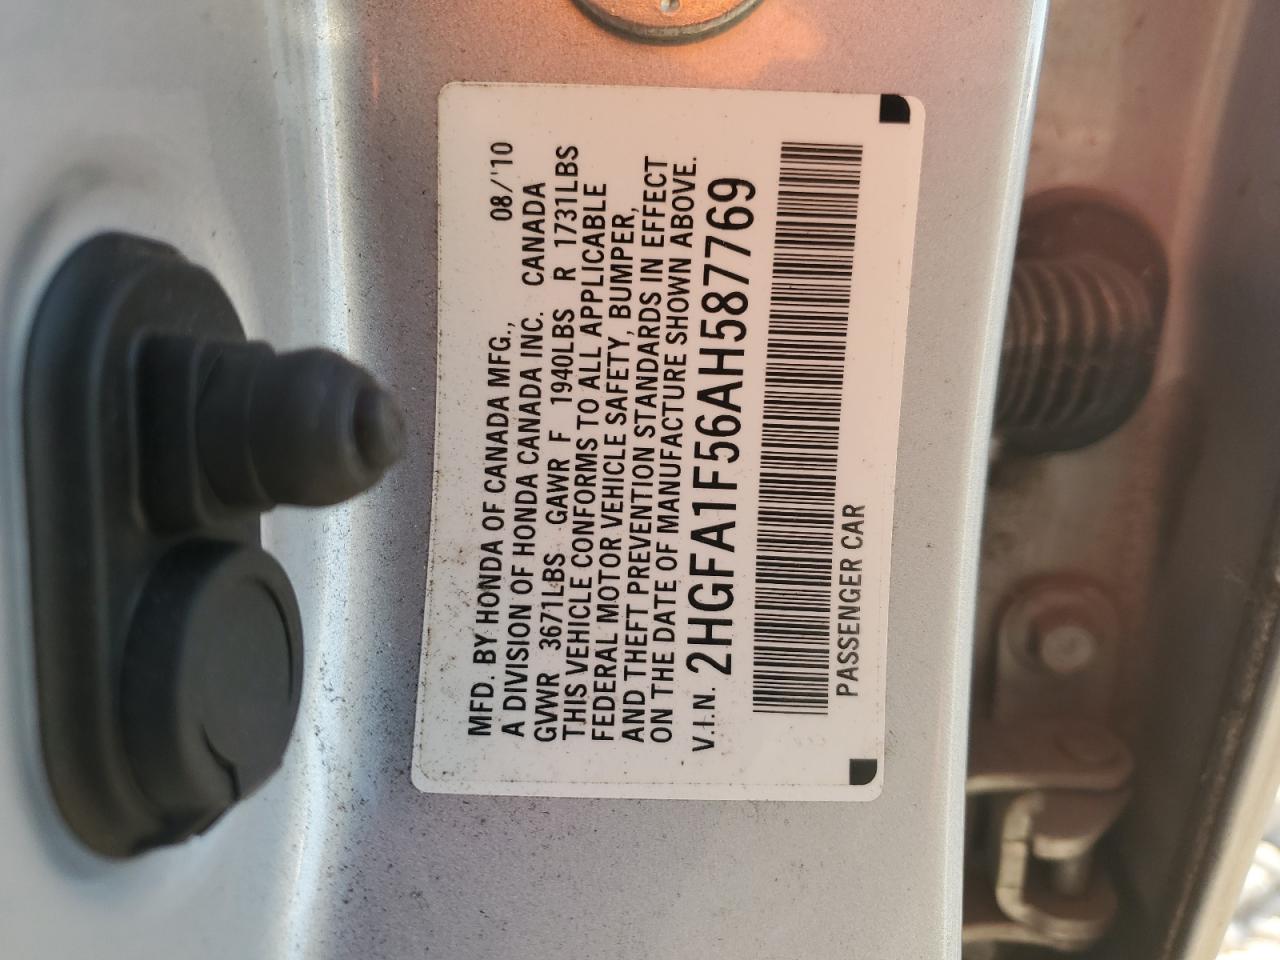 MFD. BY HONDA OF CANADA MFG., 08/'10
A DIVISION OF HONDA CANADA INC. CANADA
GVWR 3671LBS GAWR F 1940LBS R 1731LBS
THIS VEHICLE CONFORMS TO ALL APPLICABLE
FEDERAL MOTOR VEHICLE SAFETY, BUMPER,
AND THEFT PREVENTION STANDARDS IN EFFECT
ON THE DATE OF MANUFACTURE SHOWN ABOVE.
V.I.N. 2HGFA1F56AH587769
PASSENGER CAR